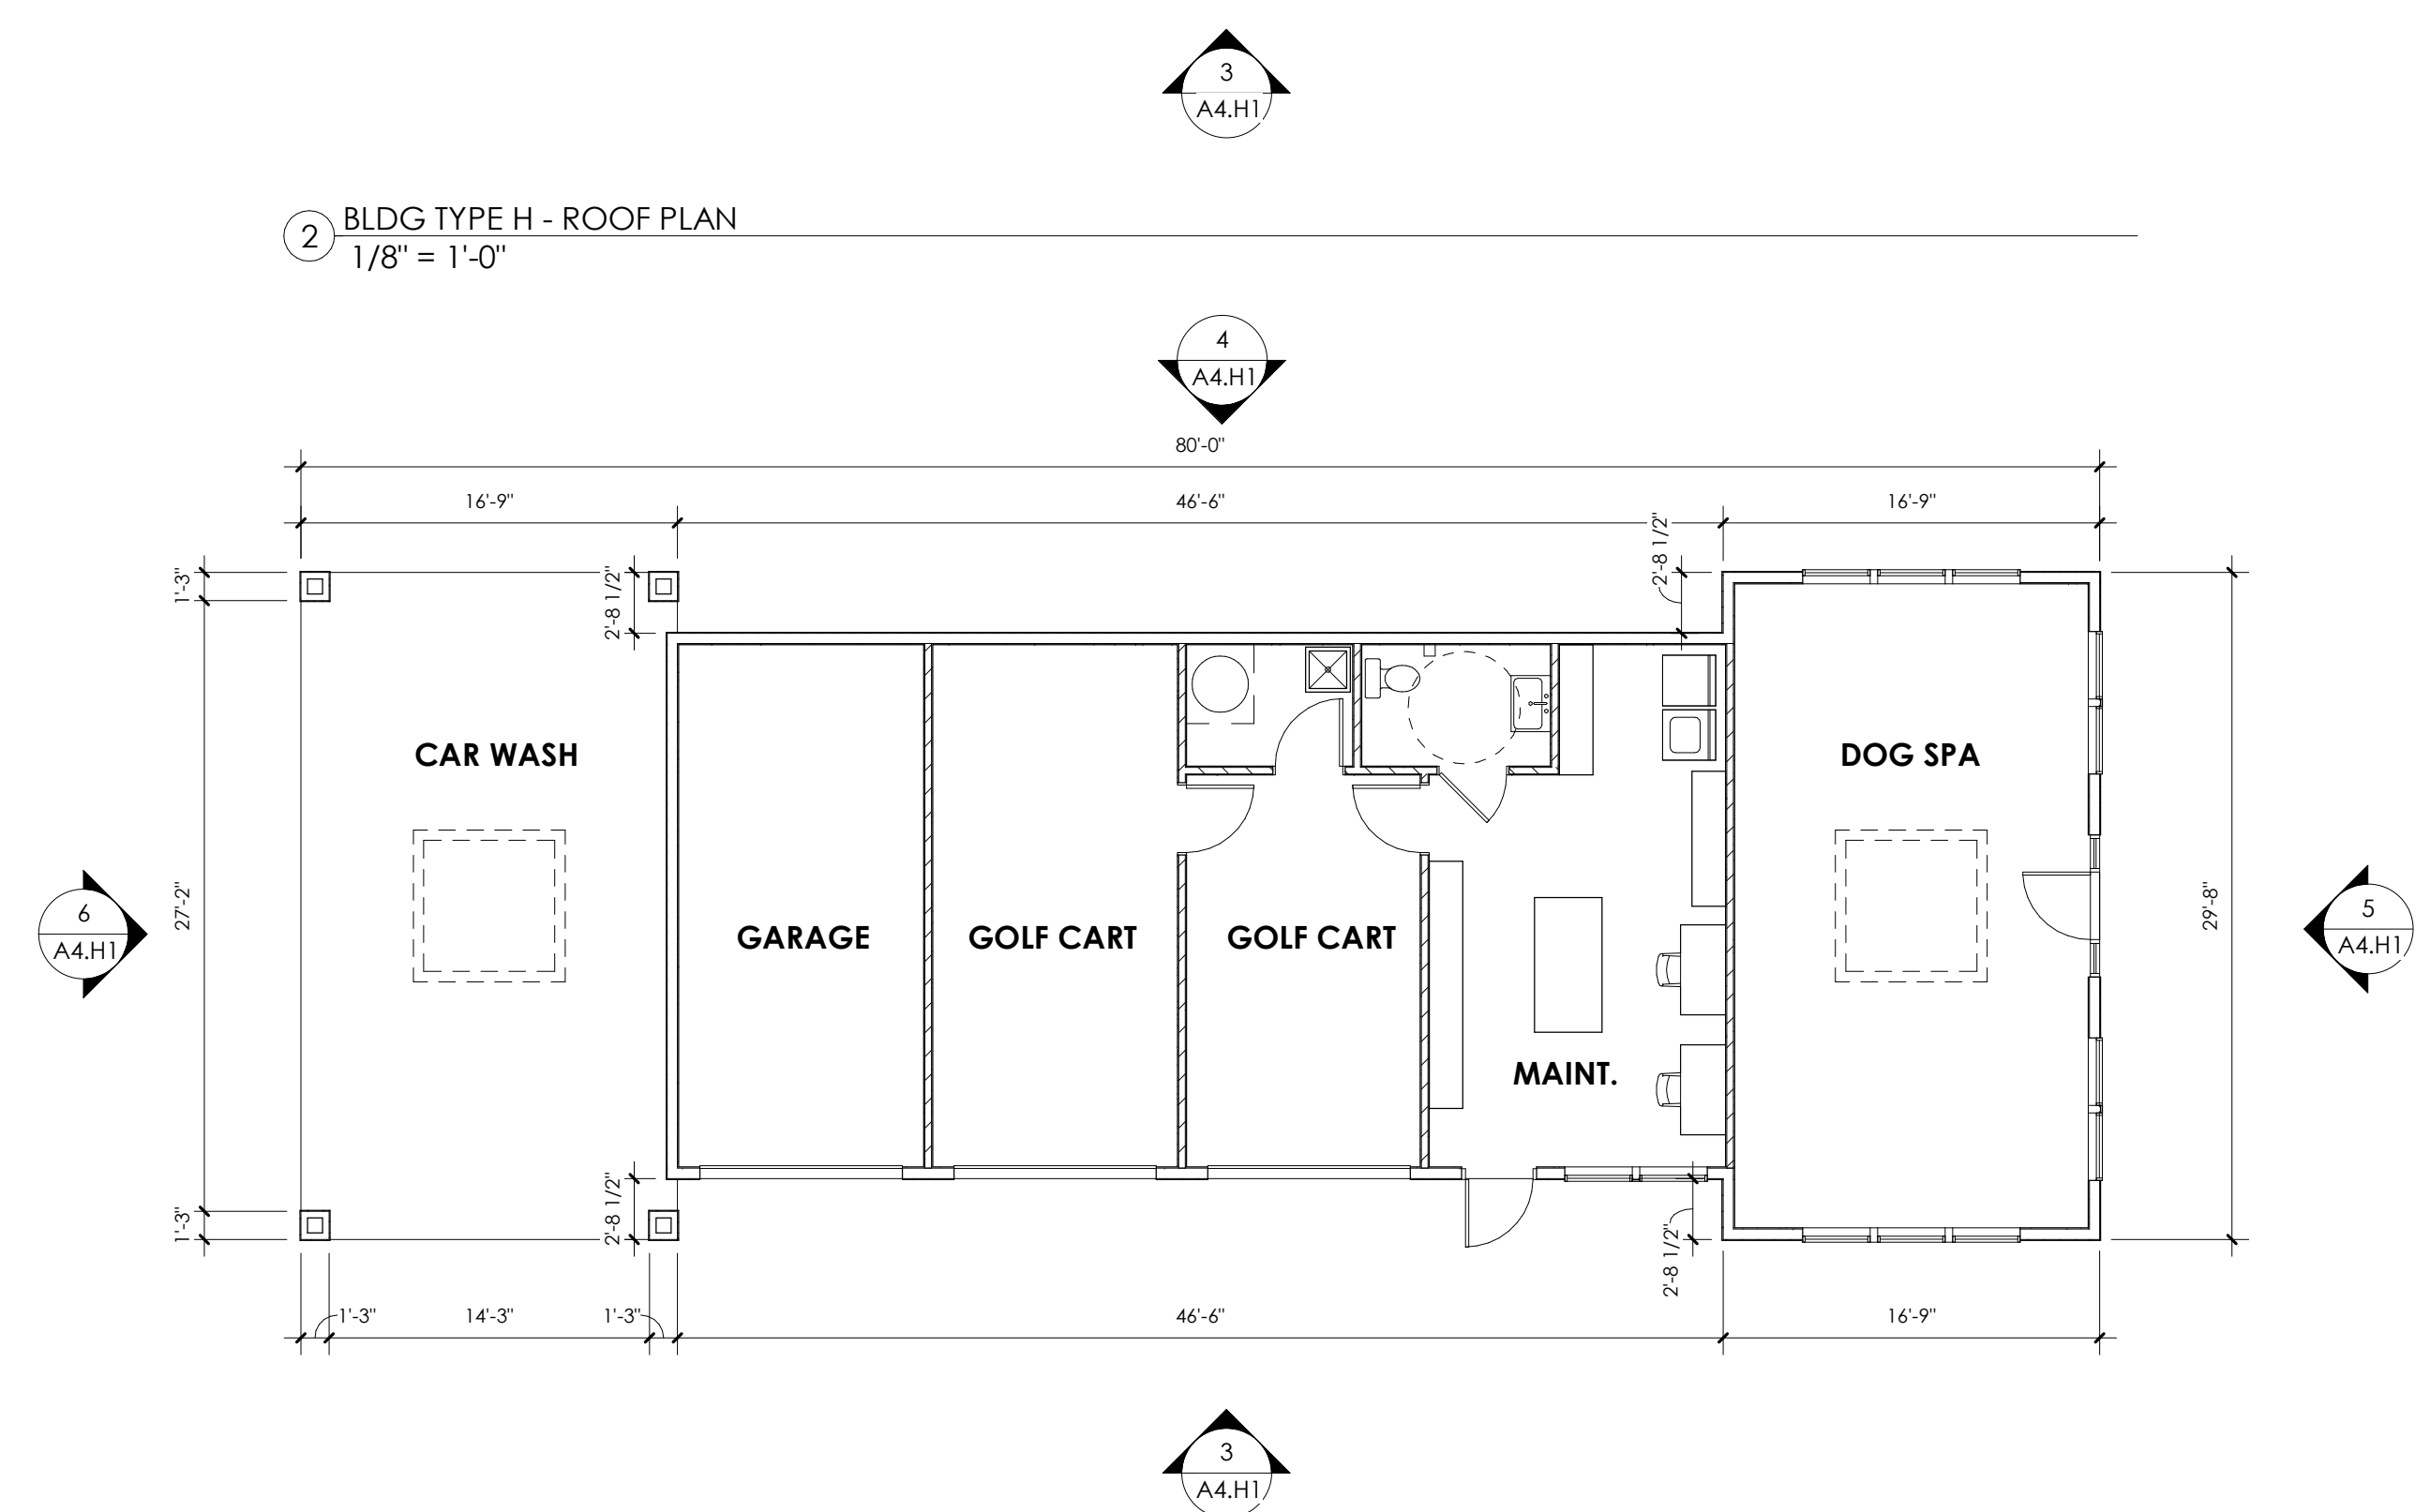 3
A4.H1
2
BLDG TYPE H - ROOF PLAN
1/8" = 1'-0"
4
A4.H1
80'-0"
16'-9"
46'-6"
16'-9"
1'-3"
2'-8 1/2"
2'-8 1/2"
CAR WASH
DOG SPA
27'-2"
29'-8"
6
A4.H1
5
A4.H1
GARAGE
GOLF CART
GOLF CART
MAINT.
1'-3"
2'-8 1/2"
2'-8 1/2"
1'-3"
14'-3"
1'-3"
46'-6"
16'-9"
3
A4.H1